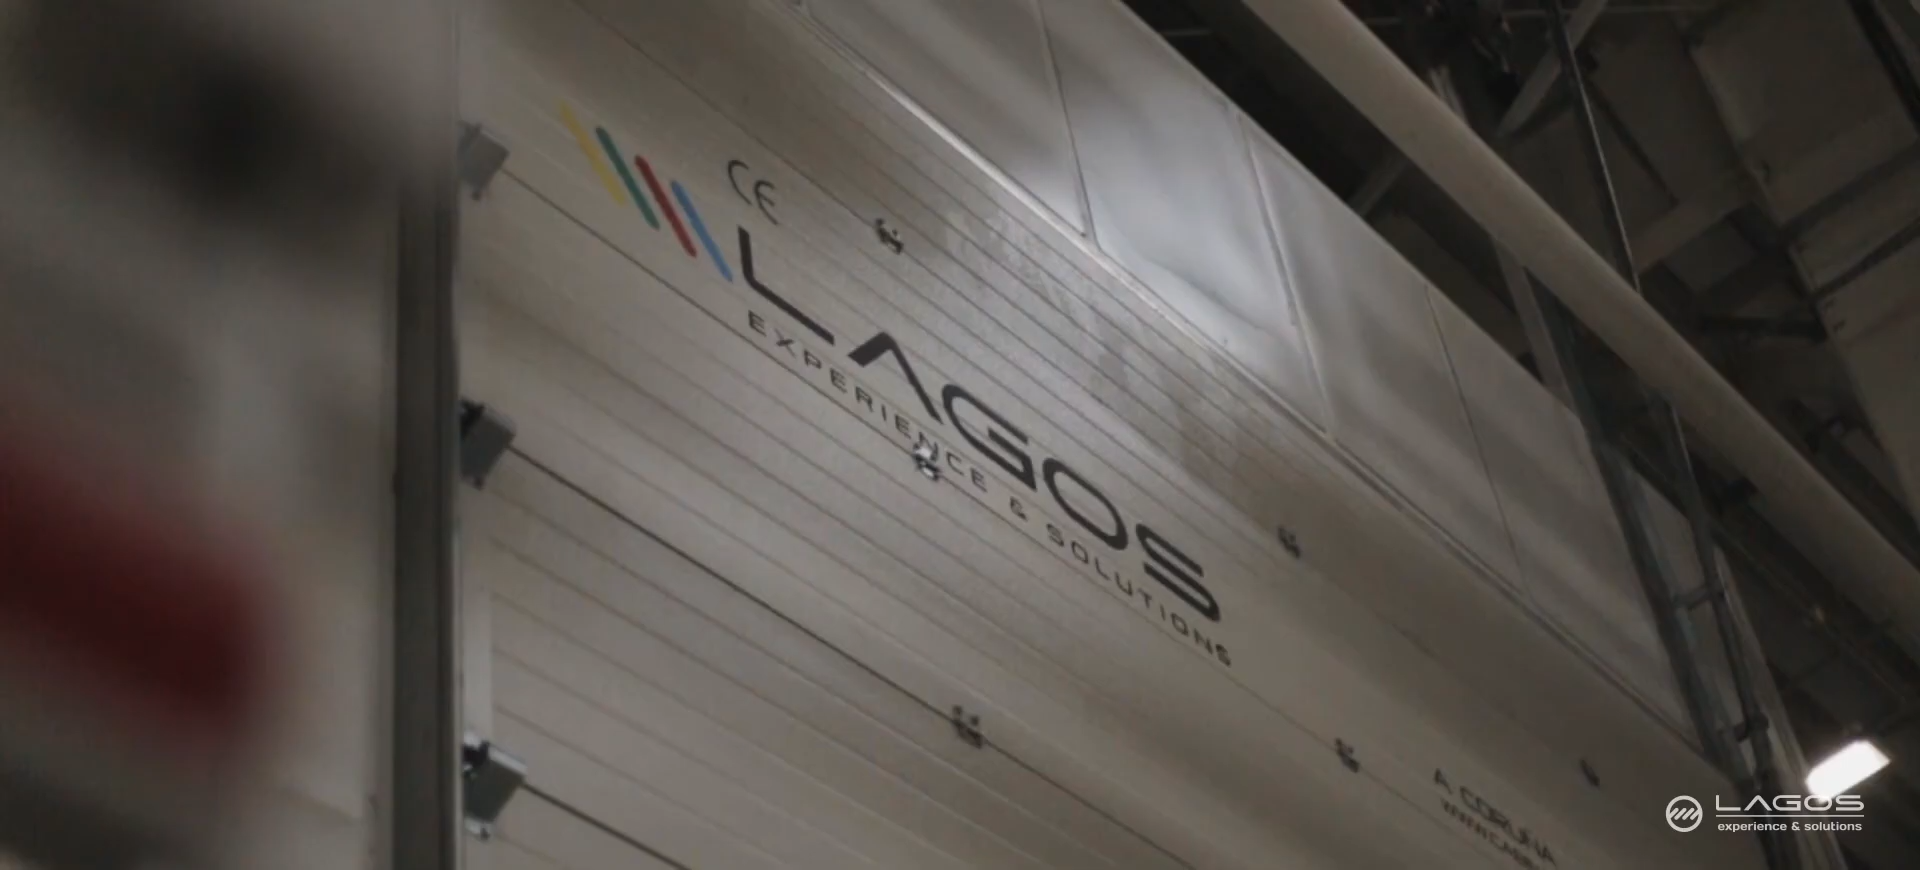 CE
LAGOS
EXPERIENCE & SOLUTIONS
A CORUÑA
LAGOS
experience & solutions